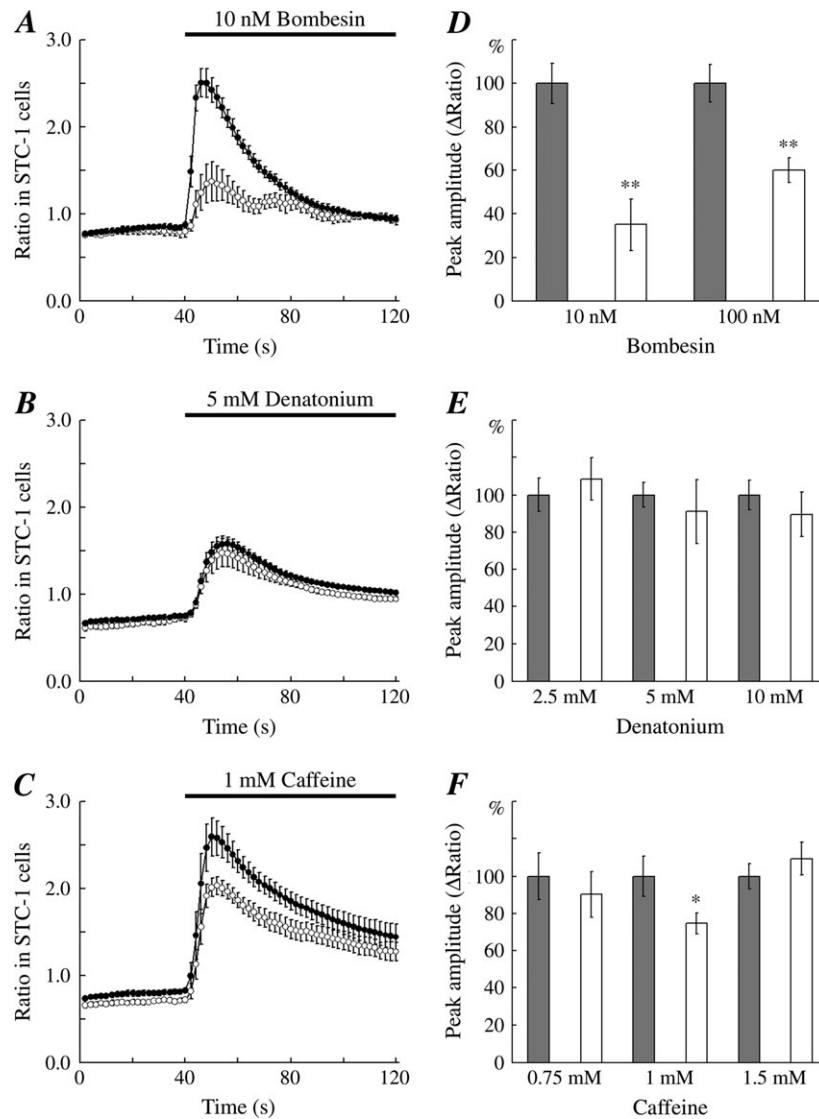 A
10 nM Bombesin
Ratio in STC-1 cells
3.0
2.0
1.0
0.0
0
40
80
120
Time (s)
D
%
Peak amplitude (ΔRatio)
100
80
60
40
20
0
**
**
10 nM
100 nM
Bombesin
B
5 mM Denatonium
Ratio in STC-1 cells
3.0
2.0
1.0
0.0
0
40
80
120
Time (s)
E
%
Peak amplitude (ΔRatio)
100
80
60
40
20
0
2.5 mM
5 mM
10 mM
Denatonium
C
1 mM Caffeine
Ratio in STC-1 cells
3.0
2.0
1.0
0.0
0
40
80
120
Time (s)
F
%
Peak amplitude (ΔRatio)
100
80
60
40
20
0
*
0.75 mM
1 mM
1.5 mM
Caffeine